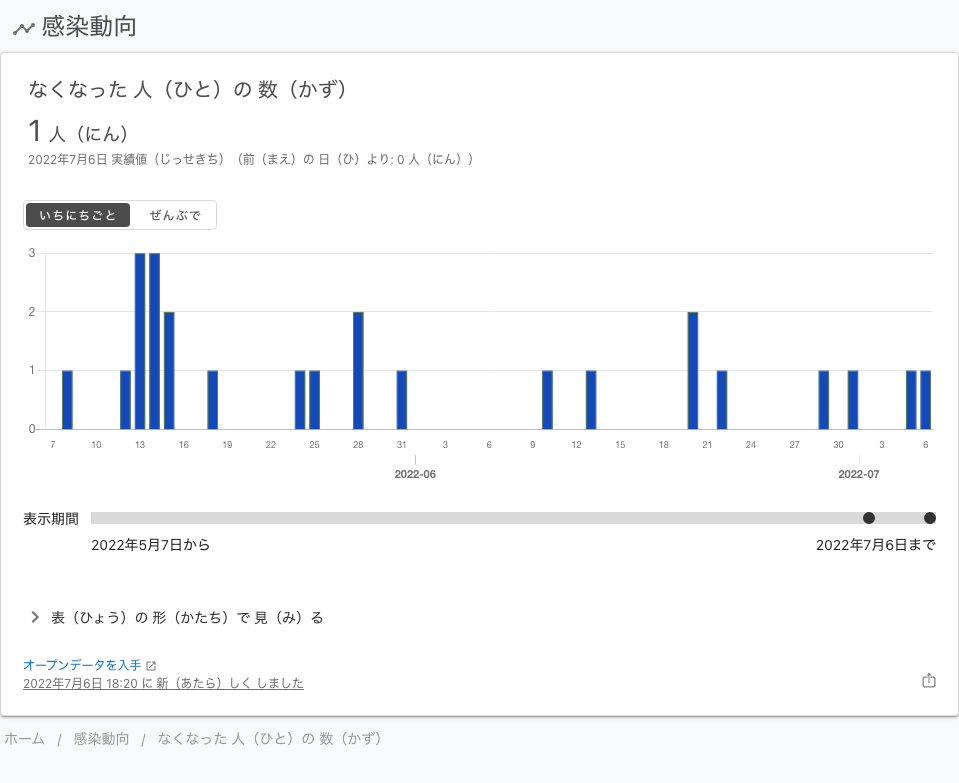 感染動向
なくなった 人（ひと）の 数（かず）
1 人（にん）
2022年7月6日 実績値（じっせきち）（前（まえ）の 日（ひ）より: 0 人（にん））
いちにちごと ぜんぶで
3
2
1
0
7 10 13 16 19 22 25 28 31 3 6 9 12 15 18 21 24 27 30 3 6
2022-06 2022-07
表示期間
2022年5月7日から 2022年7月6日まで
表（ひょう）の 形（かたち）で 見（み）る
オープンデータを入手
2022年7月6日 18:20 に 新（あたら）しく しました
ホーム / 感染動向 / なくなった 人（ひと）の 数（かず）